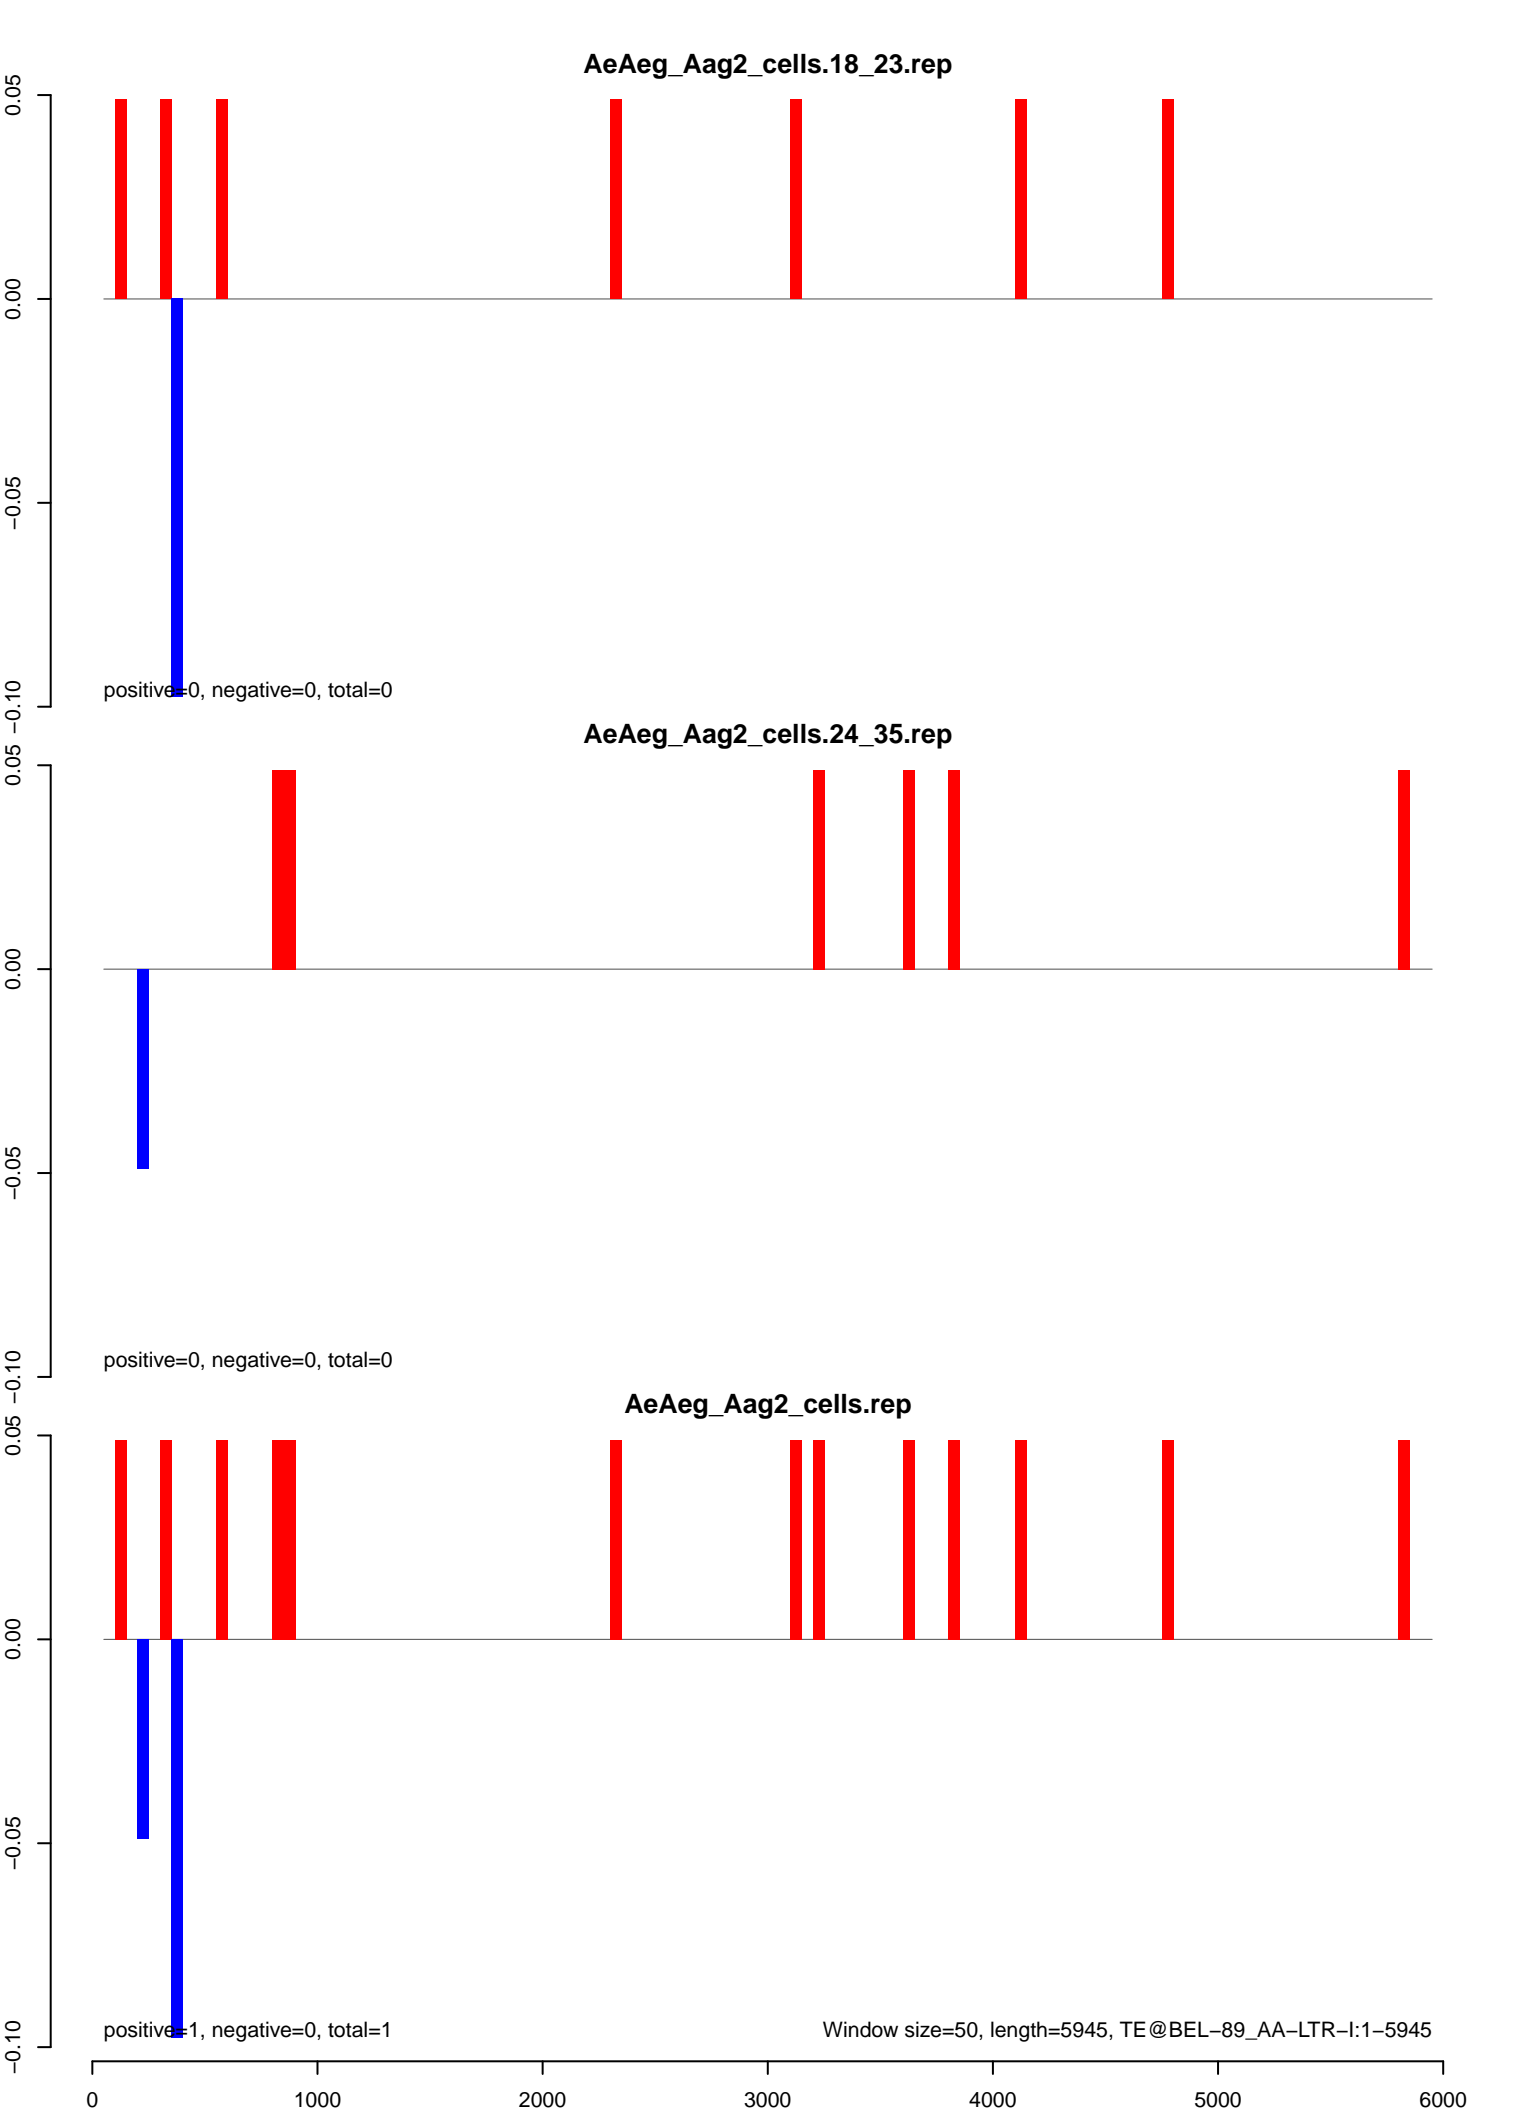 AeAeg_Aag2_cells.18_23.rep
0.05
0.00
−0.05
−0.10
positive=0, negative=0, total=0
AeAeg_Aag2_cells.24_35.rep
0.05
0.00
−0.05
−0.10
positive=0, negative=0, total=0
AeAeg_Aag2_cells.rep
0.05
0.00
−0.05
−0.10
positive=1, negative=0, total=1
Window size=50, length=5945, TE@BEL−89_AA−LTR−I:1−5945
0 1000 2000 3000 4000 5000 6000